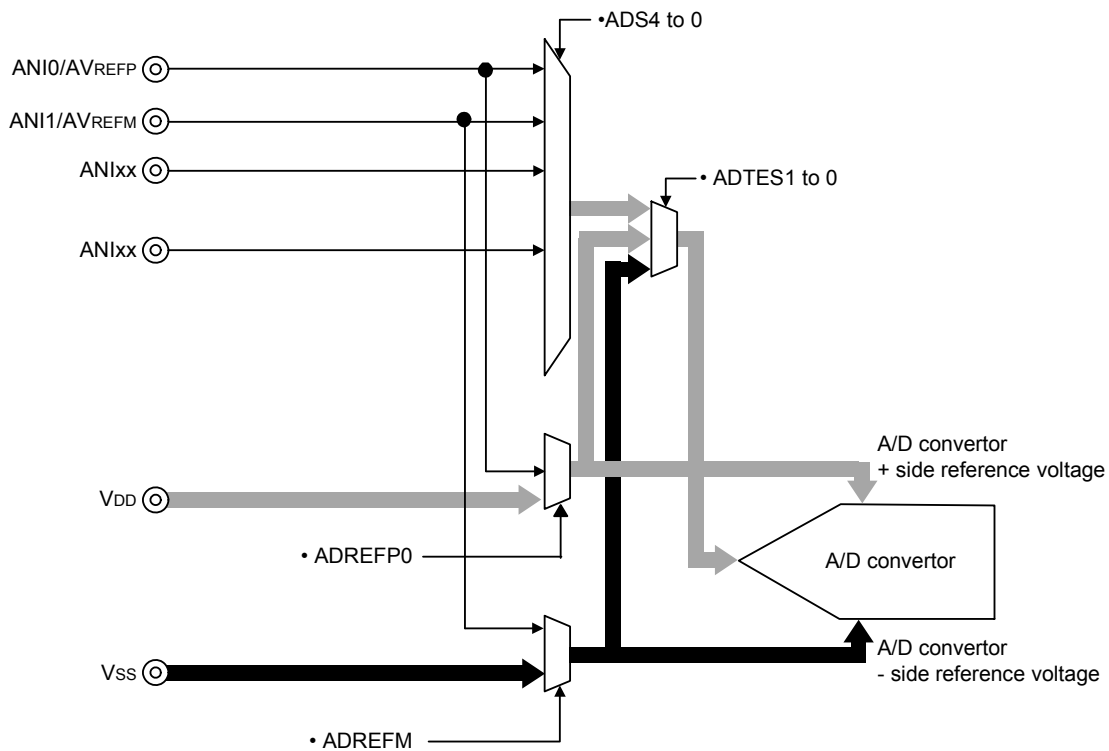 •ADS4 to 0
ANI0/AVREFP
ANI1/AVREFM
ANIxx
• ADTES1 to 0
ANIxx
A/D convertor
+ side reference voltage
VDD
• ADREFP0
A/D convertor
A/D convertor
- side reference voltage
VSS
• ADREFM